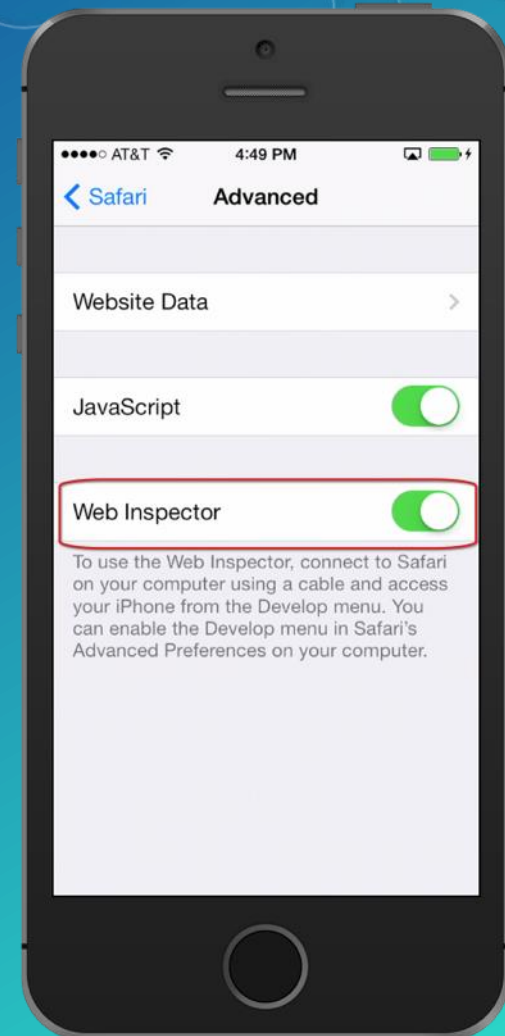 AT&T 4:49 PM
Safari Advanced
Website Data
JavaScript
Web Inspector
To use the Web Inspector, connect to Safari
on your computer using a cable and access
your iPhone from the Develop menu. You
can enable the Develop menu in Safari's
Advanced Preferences on your computer.